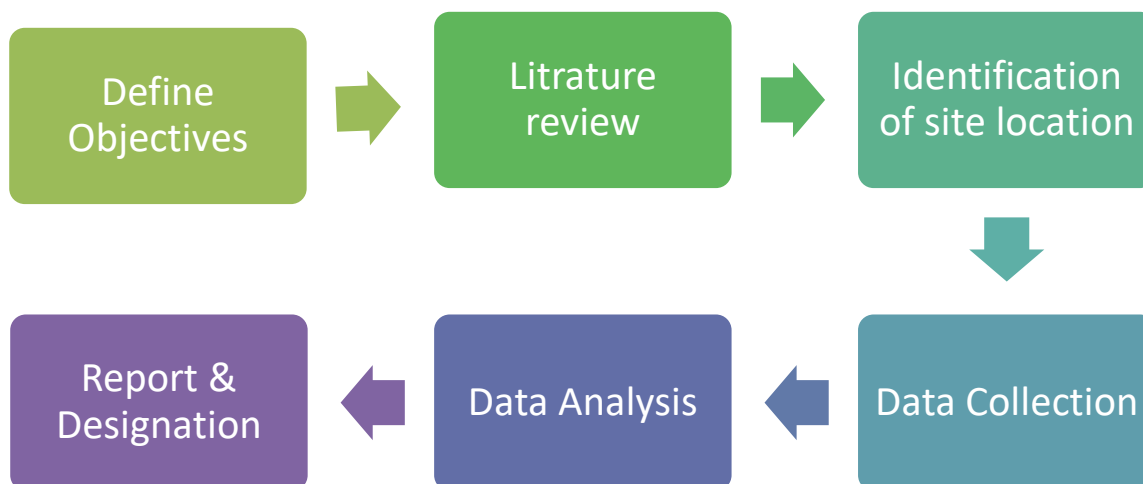 Define
Objectives
Litrature
review
Identification
of site location
Data Collection
Data Analysis
Report &
Designation